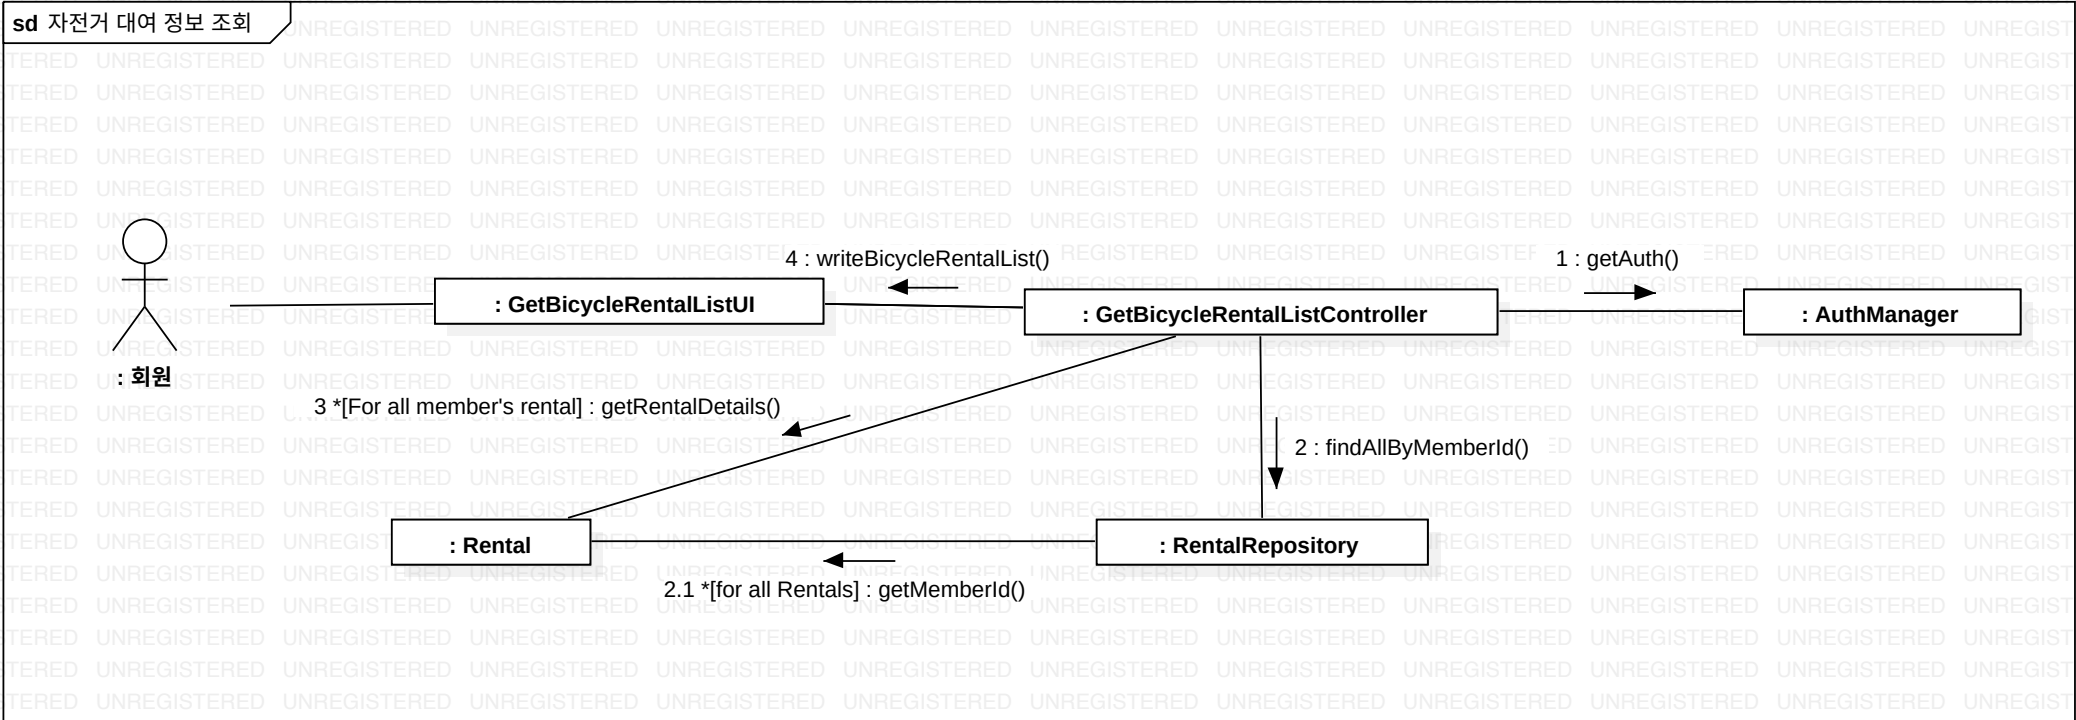 sd 자전거 대여 정보 조회
4 : writeBicycleRentalList()
1 : getAuth()
: GetBicycleRentalListUI
: GetBicycleRentalListController
: AuthManager
: 회원
3 *[For all member's rental] : getRentalDetails()
2 : findAllByMemberId()
: Rental
: RentalRepository
2.1 *[for all Rentals] : getMemberId()
UNREGISTERED